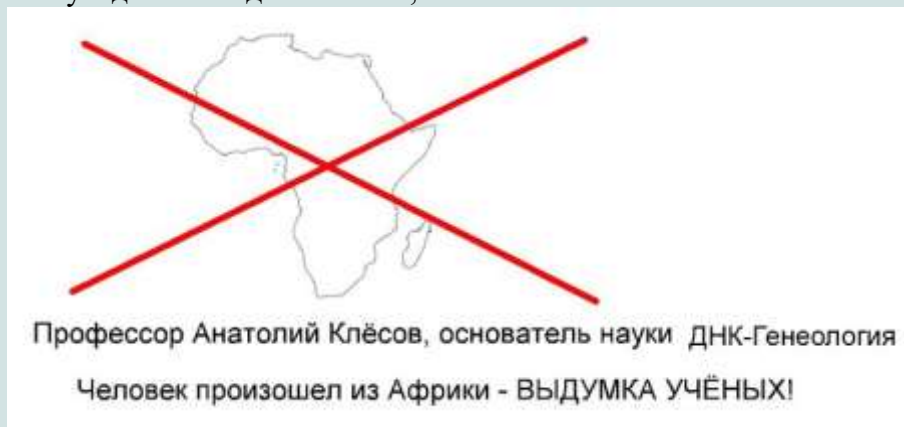 Профессор Анатолий Клёсов, основатель науки ДНК-Генеология
Человек произошел из Африки - ВЫДУМКА УЧЁНЫХ!